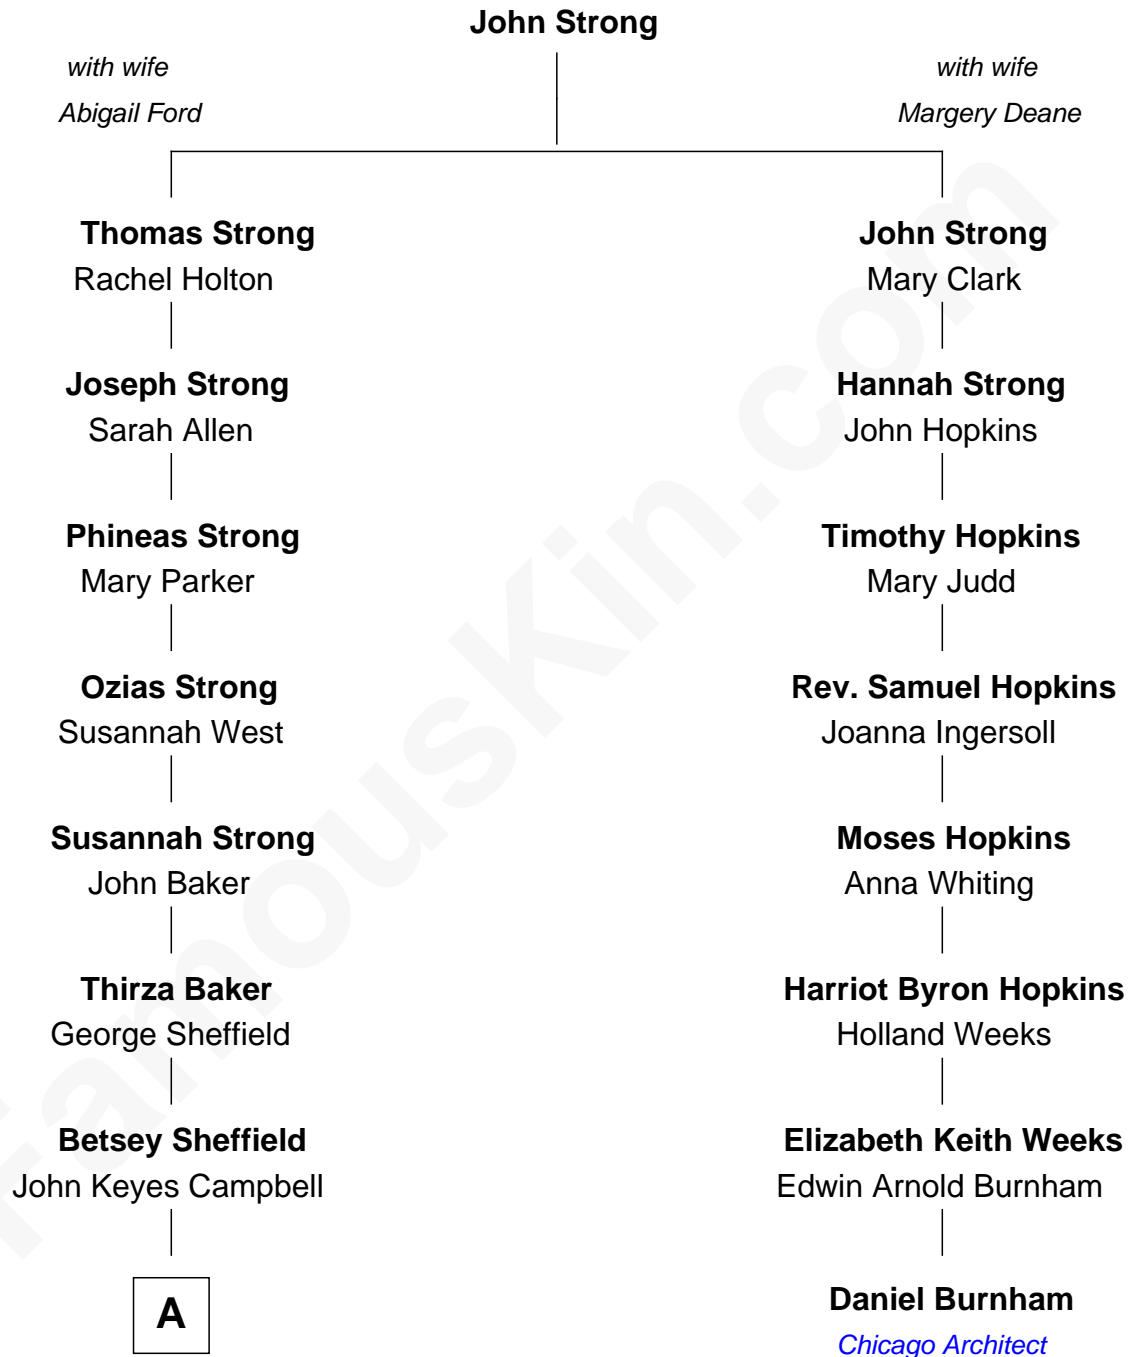 John Strong
with wife
Abigail Ford
with wife
Margery Deane
Thomas Strong
Rachel Holton
John Strong
Mary Clark
Joseph Strong
Sarah Allen
Hannah Strong
John Hopkins
Phineas Strong
Mary Parker
Timothy Hopkins
Mary Judd
Ozias Strong
Susannah West
Rev. Samuel Hopkins
Joanna Ingersoll
Susannah Strong
John Baker
Moses Hopkins
Anna Whiting
Thirza Baker
George Sheffield
Harriot Byron Hopkins
Holland Weeks
Betsey Sheffield
John Keyes Campbell
Elizabeth Keith Weeks
Edwin Arnold Burnham
A
Daniel Burnham
Chicago Architect
FamousKin.com